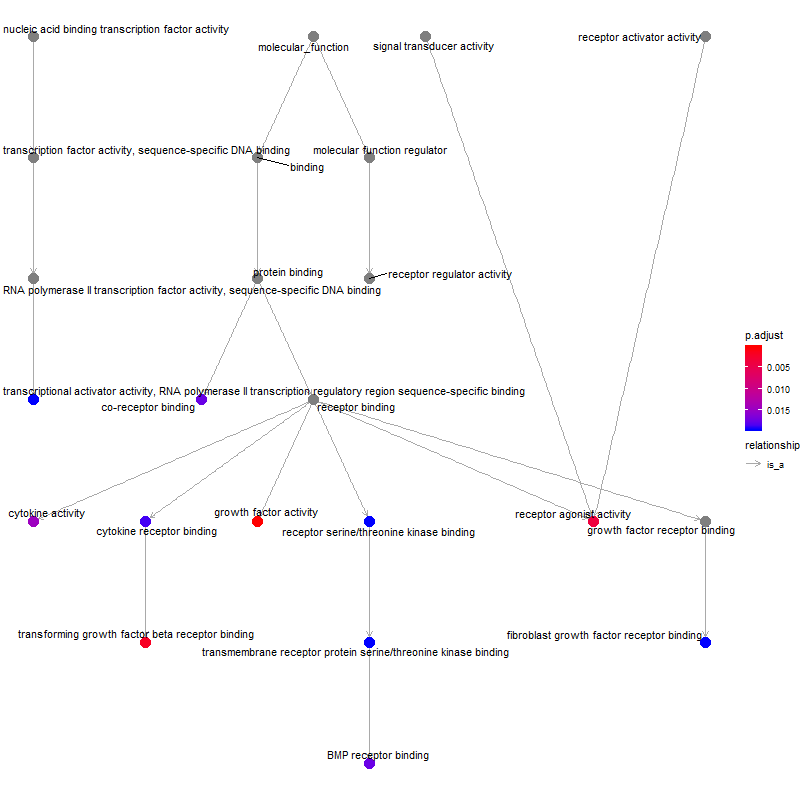 nucleic acid binding transcription factor activity
molecular_function
signal transducer activity
receptor activator activity
transcription factor activity, sequence-specific DNA binding
molecular function regulator
binding
protein binding
receptor regulator activity
RNA polymerase II transcription factor activity, sequence-specific DNA binding
p.adjust
0.005
0.010
0.015
transcriptional activator activity, RNA polymerase II transcription regulatory region sequence-specific binding
co-receptor binding
receptor binding
relationship
is_a
cytokine activity
growth factor activity
receptor agonist activity
cytokine receptor binding
receptor serine/threonine kinase binding
growth factor receptor binding
transforming growth factor beta receptor binding
fibroblast growth factor receptor binding
transmembrane receptor protein serine/threonine kinase binding
BMP receptor binding